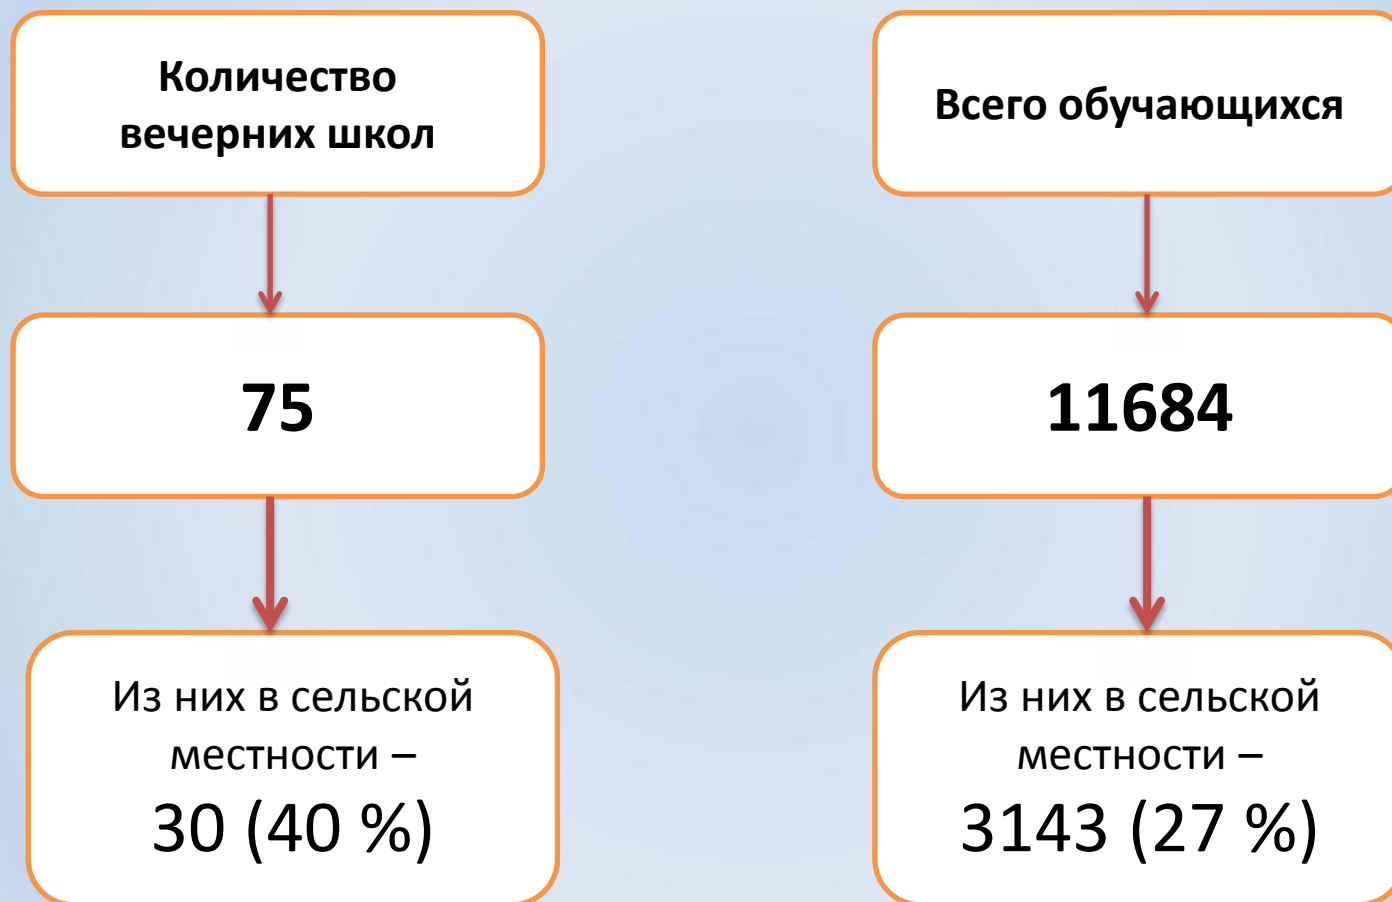 Количество
вечерних школ
75
Из них в сельской
местности –
30 (40 %)
Всего обучающихся
11684
Из них в сельской
местности –
3143 (27 %)